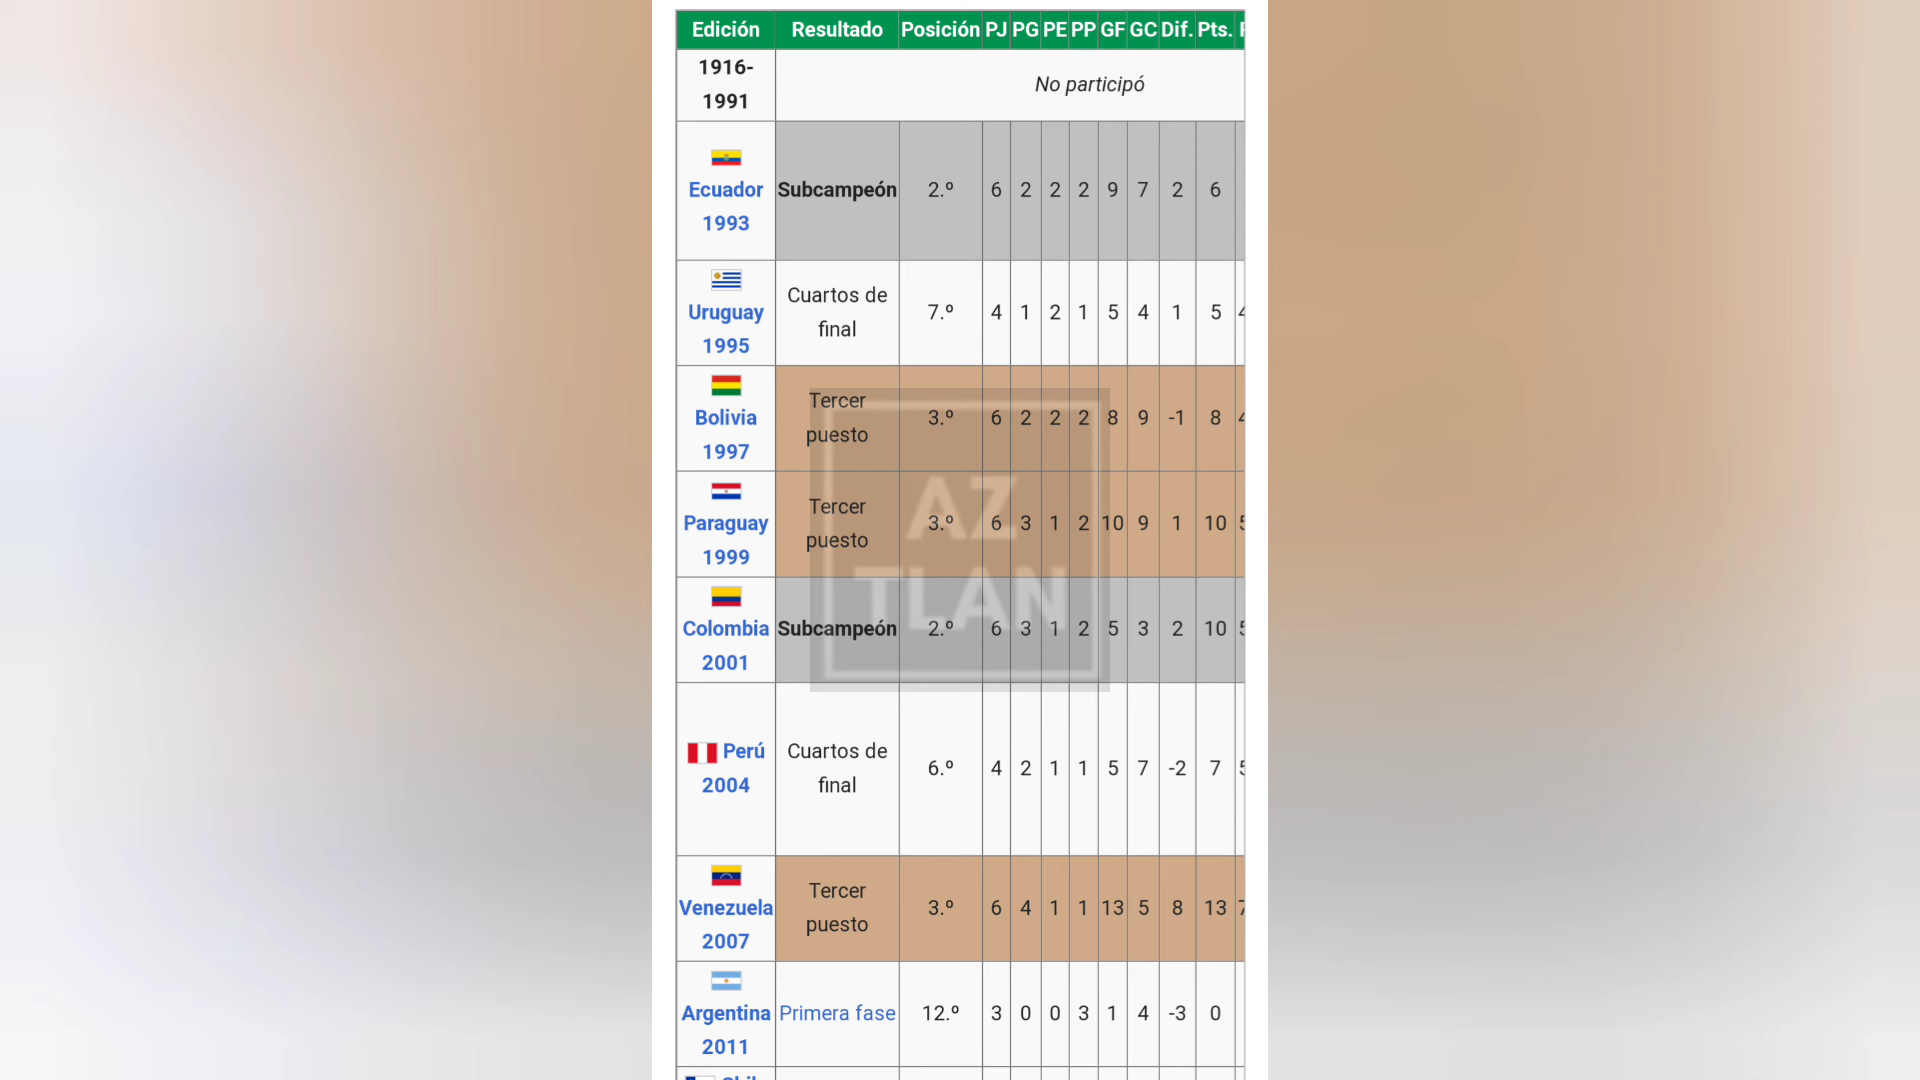 Edición Resultado Posición PJ PG PE PP GF GC Dif. Pts.
1916-
1991
No participó
Ecuador
1993
Subcampeón 2.º 6 2 2 2 9 7 2 6
Uruguay
1995
Cuartos de
final
7.º 4 1 2 1 5 4 1 5
Bolivia
1997
Tercer
puesto
3.º 6 2 2 2 8 9 -1 8
Paraguay
1999
Tercer
puesto
3.º 6 3 1 2 10 9 1 10
Colombia
2001
Subcampeón 2.º 6 3 1 2 5 3 2 10
Perú
2004
Cuartos de
final
6.º 4 2 1 1 5 7 -2 7
Venezuela
2007
Tercer
puesto
3.º 6 4 1 1 13 5 8 13
Argentina
2011
Primera fase 12.º 3 0 0 3 1 4 -3 0
AZ
TLAN